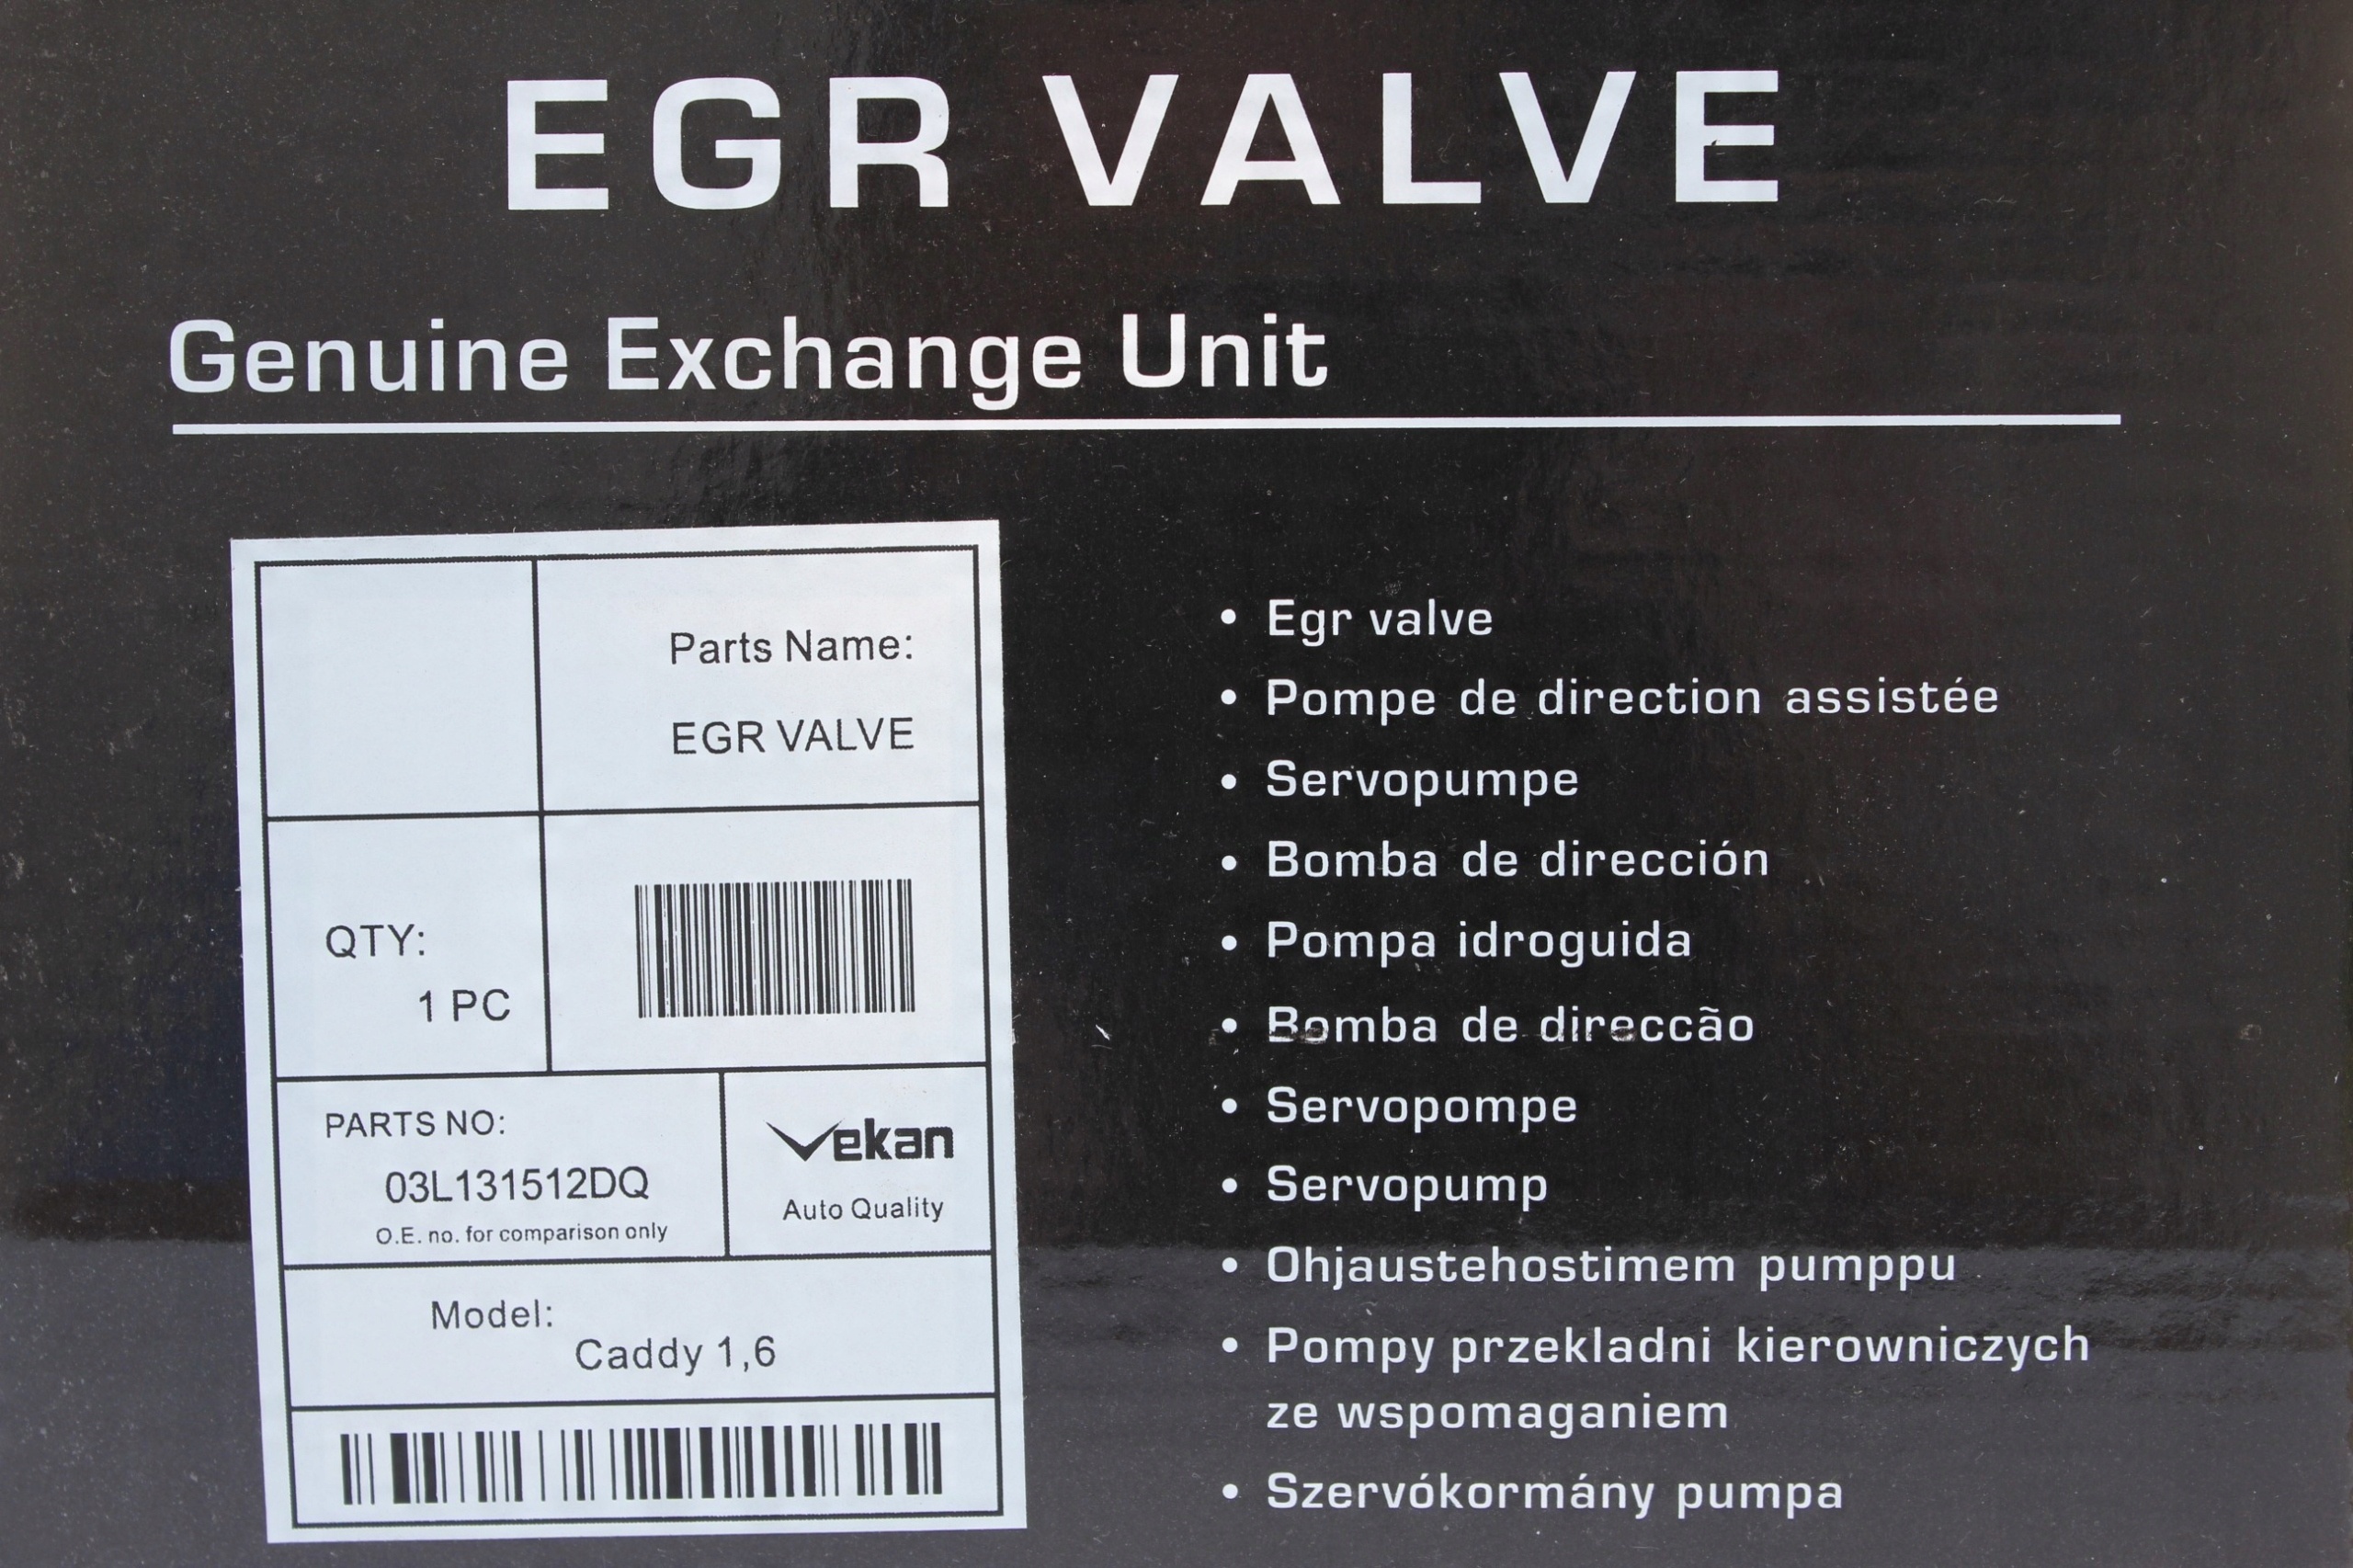 EGR VALVE
Genuine Exchange Unit
Parts Name:
EGR VALVE
QTY:
1 PC
PARTS NO:
03L131512DQ
O.E. no. for comparison only
Vekan
Auto Quality
Model:
Caddy 1,6
• Egr valve
• Pompe de direction assistée
• Servopumpe
• Bomba de dirección
• Pompa idroguida
• Bomba de direccão
• Servopompe
• Servopump
• Ohjaustehostimem pumppu
• Pompy przekladni kierowniczych
ze wspomaganiem
• Szervókormány pumpa